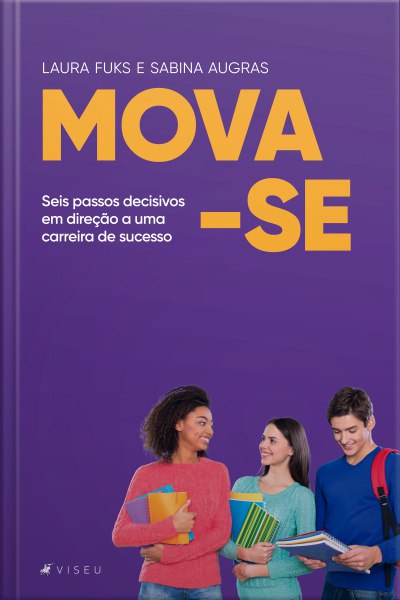 LAURA FUKS E SABINA AUGRAS
MOVA
-SE
Seis passos decisivos
em direção a uma
carreira de sucesso
VISEU